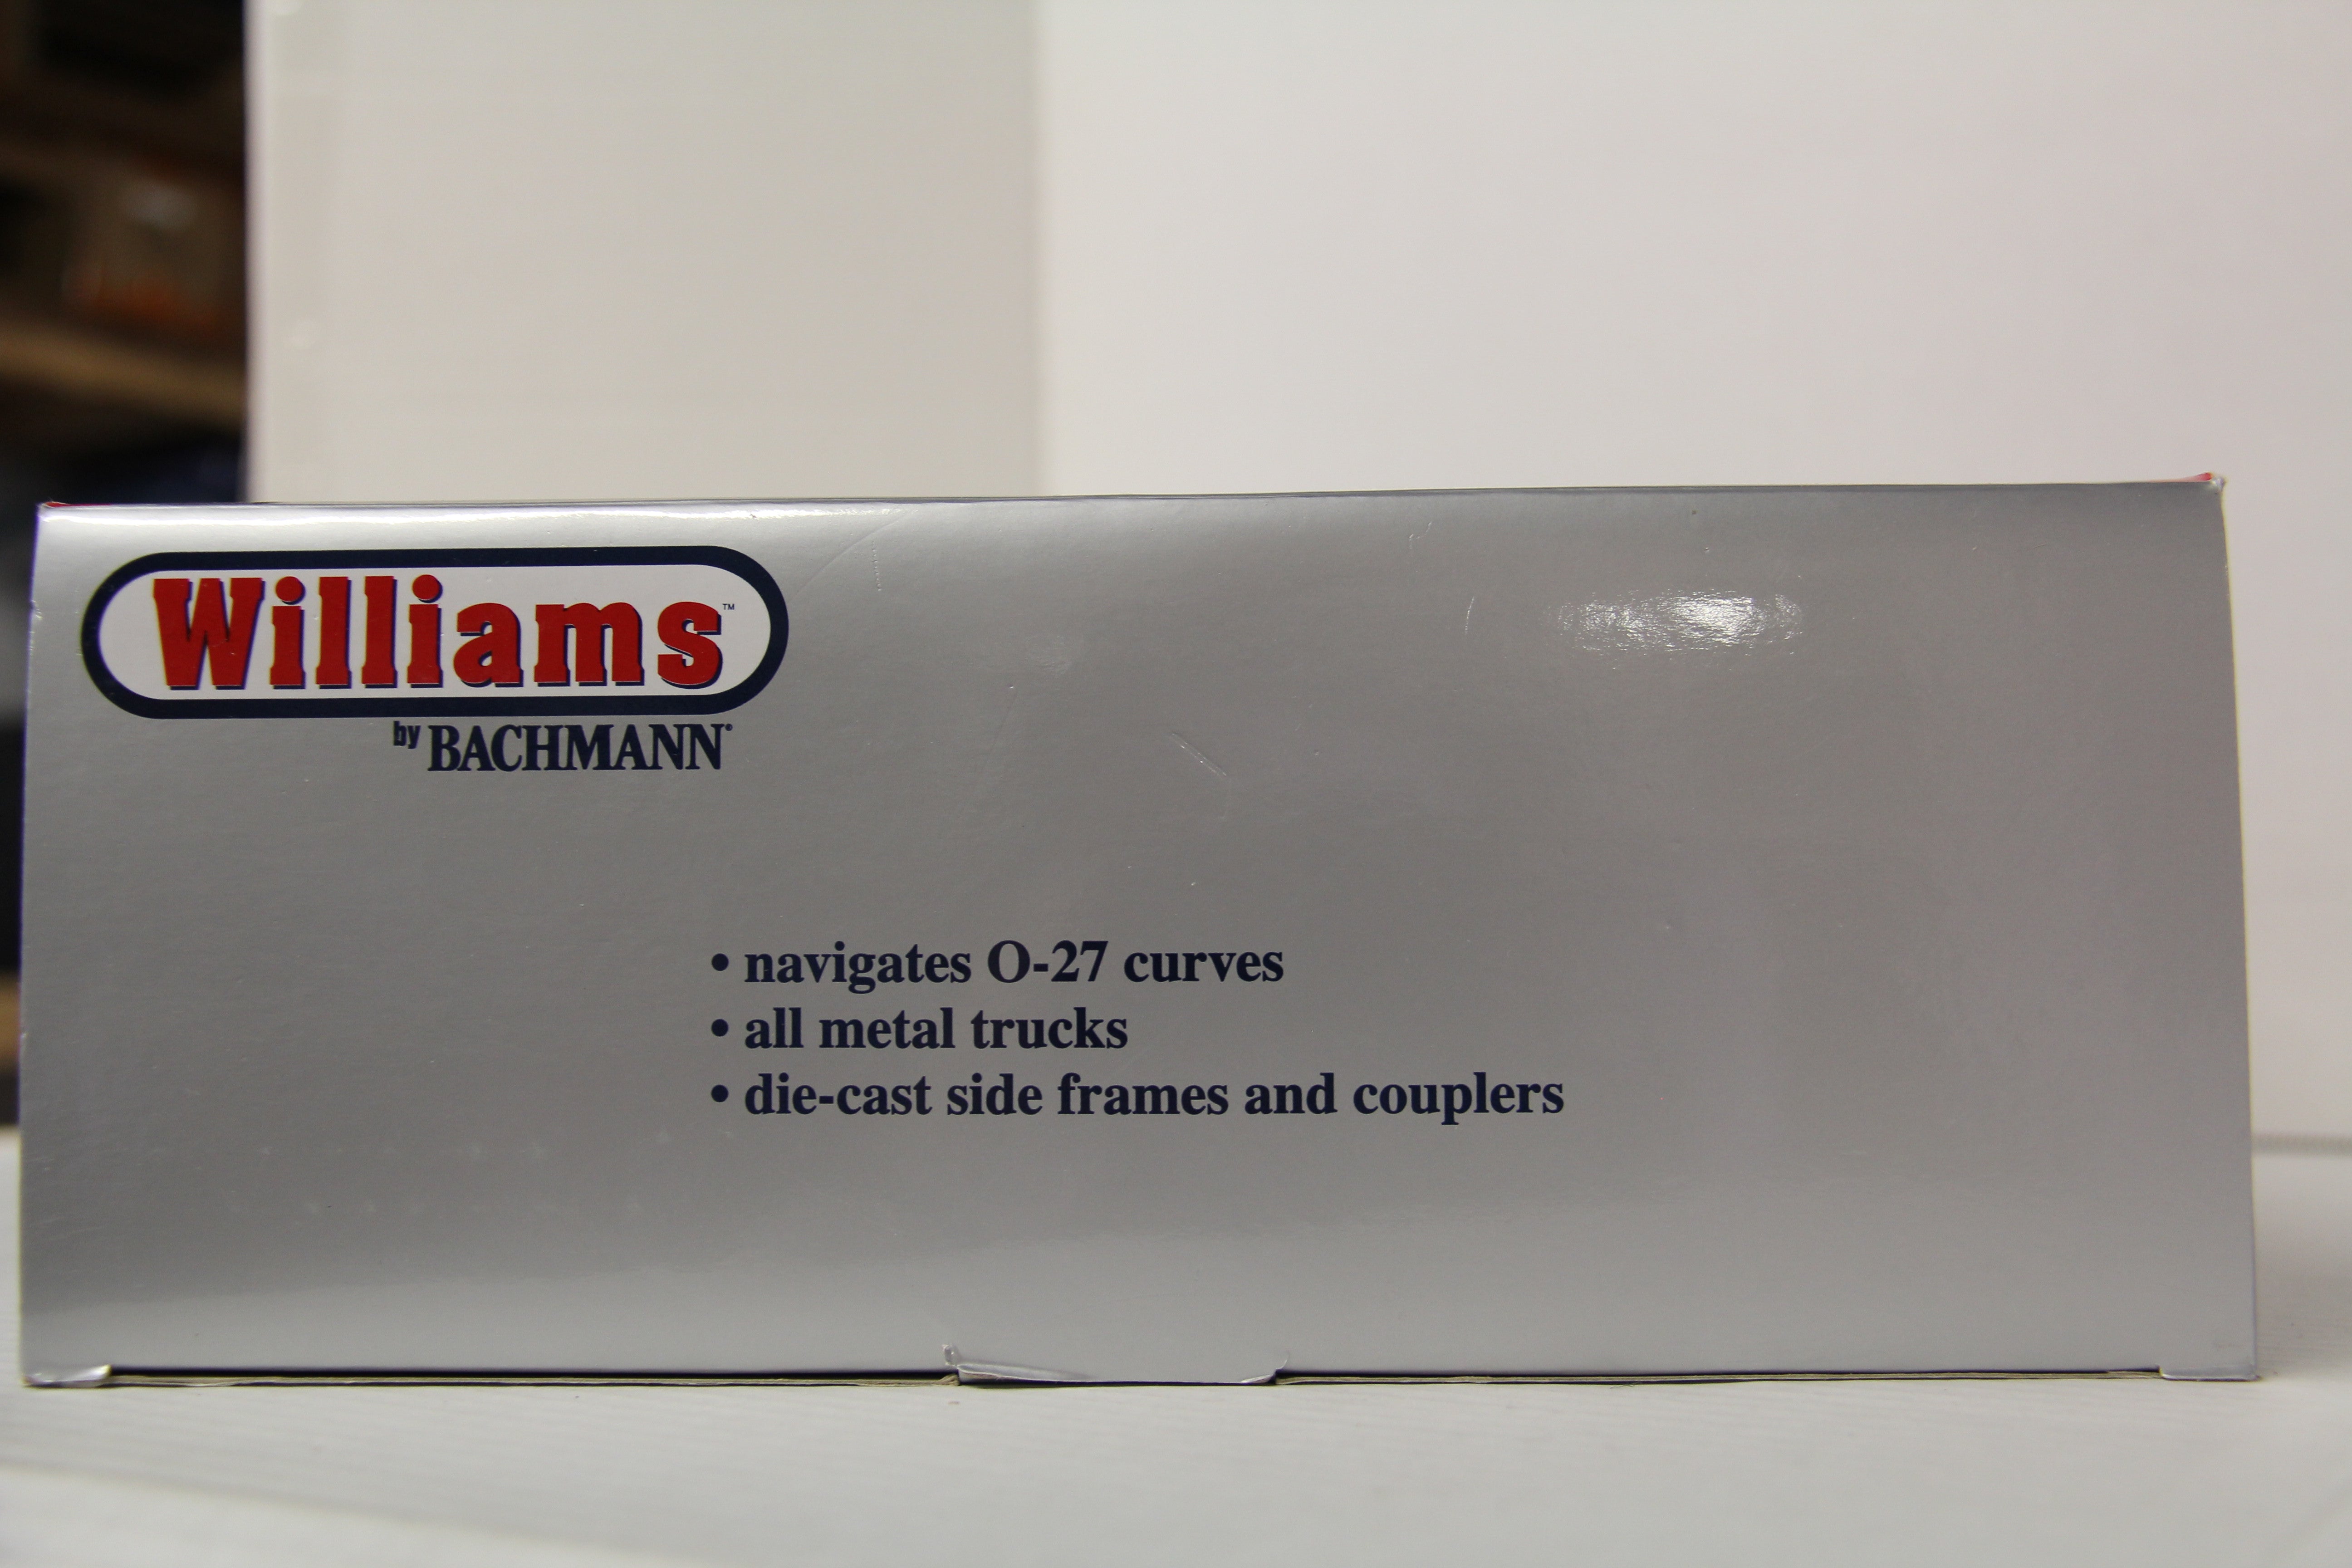 Williams™
by BACHMANN®
• navigates O-27 curves
• all metal trucks
• die-cast side frames and couplers